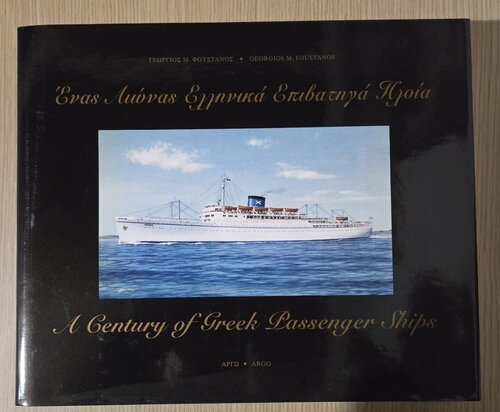 ΓΕΩΡΓΙΟΣ Μ. ΦΟΥΣΤΑΝΟΣ • GEORGIOS M. FOUSTANOS
Ένας Αιώνας Ελληνικά Επιβατηγά Πλοία
A Century of Greek Passenger Ships
ΑΡΓΩ • ARGO